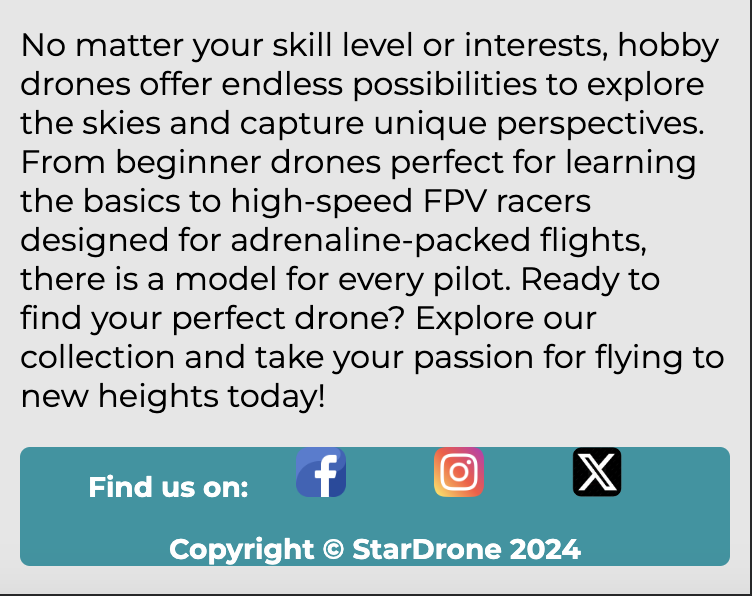 No matter your skill level or interests, hobby
drones offer endless possibilities to explore
the skies and capture unique perspectives.
From beginner drones perfect for learning
the basics to high-speed FPV racers
designed for adrenaline-packed flights,
there is a model for every pilot. Ready to
find your perfect drone? Explore our
collection and take your passion for flying to
new heights today!
Find us on:
Copyright © StarDrone 2024